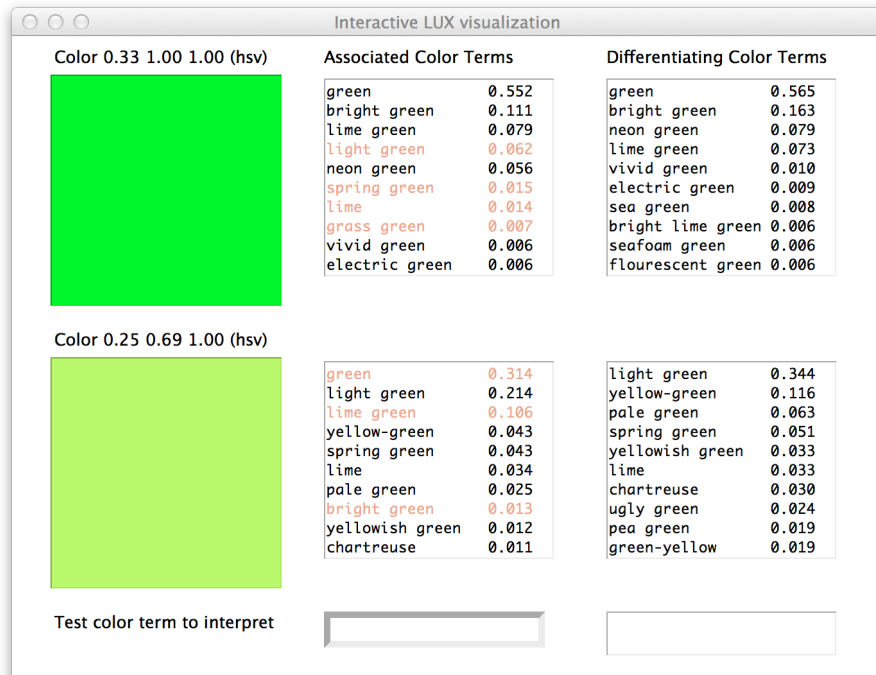 Interactive LUX visualization
Color 0.33 1.00 1.00 (hsv)
Associated Color Terms
Differentiating Color Terms
green 0.552
bright green 0.111
lime green 0.079
light green 0.062
neon green 0.056
spring green 0.015
lime 0.014
grass green 0.007
vivid green 0.006
electric green 0.006
green 0.565
bright green 0.163
neon green 0.079
lime green 0.073
vivid green 0.010
electric green 0.009
sea green 0.008
bright lime green 0.006
seafoam green 0.006
flourescent green 0.006
Color 0.25 0.69 1.00 (hsv)
green 0.314
light green 0.214
lime green 0.106
yellow-green 0.043
spring green 0.043
lime 0.034
pale green 0.025
bright green 0.013
yellowish green 0.012
chartreuse 0.011
light green 0.344
yellow-green 0.116
pale green 0.063
spring green 0.051
yellowish green 0.033
lime 0.033
chartreuse 0.030
ugly green 0.024
pea green 0.019
green-yellow 0.019
Test color term to interpret